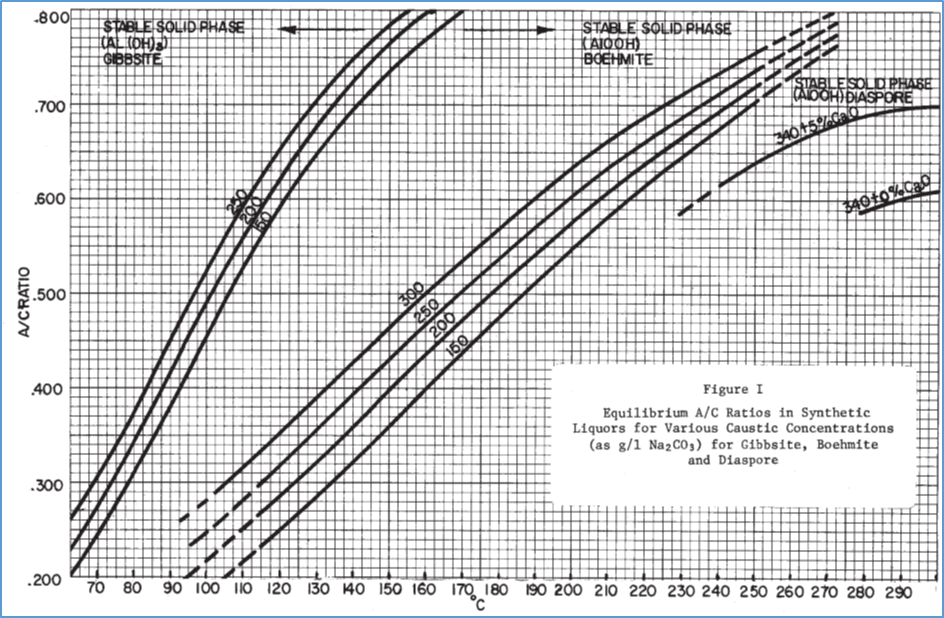 .800
STABLE SOLID PHASE
(AL (OH)3)
GIBBSITE
STABLE SOLID PHASE
(AlOOH)
BOEHMITE
STABLE SOLID PHASE
(AlOOH) DIASPORE
.700
340+5%CaO
.600
250
200
150
340+0%CaO
A/C RATIO
.500
300
250
200
150
.400
Figure I
Equilibrium A/C Ratios in Synthetic
Liquors for Various Caustic Concentrations
(as g/l Na2CO3) for Gibbsite, Boehmite
and Diaspore
.300
.200
70 80 90 100 110 120 130 140 150 160 170 180 190 200 210 220 230 240 250 260 270 280 290
°C